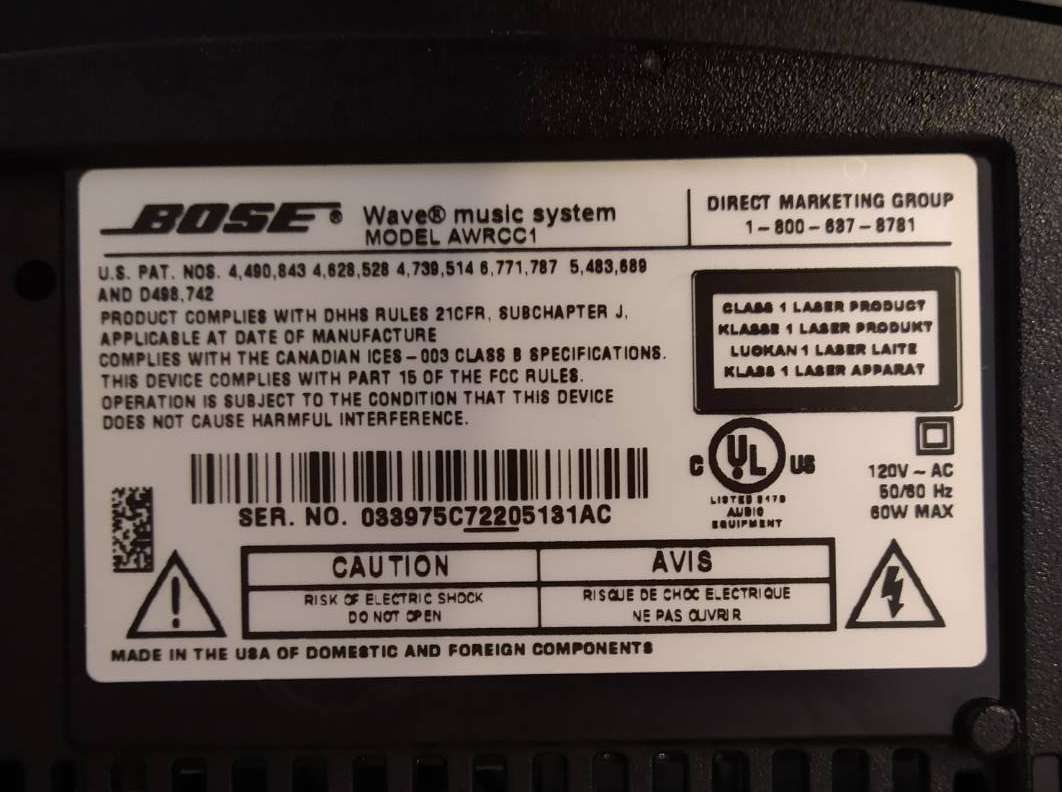 BOSE® Wave® music system
MODEL AWRCC1
DIRECT MARKETING GROUP
1-800-637-8781
U.S. PAT. NOS. 4,490,843 4,628,528 4,739,514 6,771,787 5,483,689
AND D498,742
PRODUCT COMPLIES WITH DHHS RULES 21CFR, SUBCHAPTER J,
APPLICABLE AT DATE OF MANUFACTURE
COMPLIES WITH THE CANADIAN ICES-003 CLASS B SPECIFICATIONS.
THIS DEVICE COMPLIES WITH PART 15 OF THE FCC RULES.
OPERATION IS SUBJECT TO THE CONDITION THAT THIS DEVICE
DOES NOT CAUSE HARMFUL INTERFERENCE.
CLASS 1 LASER PRODUCT
KLASSE 1 LASER PRODUKT
LUOKAN 1 LASER LAITE
KLASS 1 LASER APPARAT
C UL US
LISTED 917S
AUDIO
EQUIPMENT
120V ~ AC
50/60 Hz
60W MAX
SER. NO. 033975C72205131AC
CAUTION
RISK OF ELECTRIC SHOCK
DO NOT OPEN
AVIS
RISQUE DE CHOC ELECTRIQUE
NE PAS OUVRIR
MADE IN THE USA OF DOMESTIC AND FOREIGN COMPONENTS